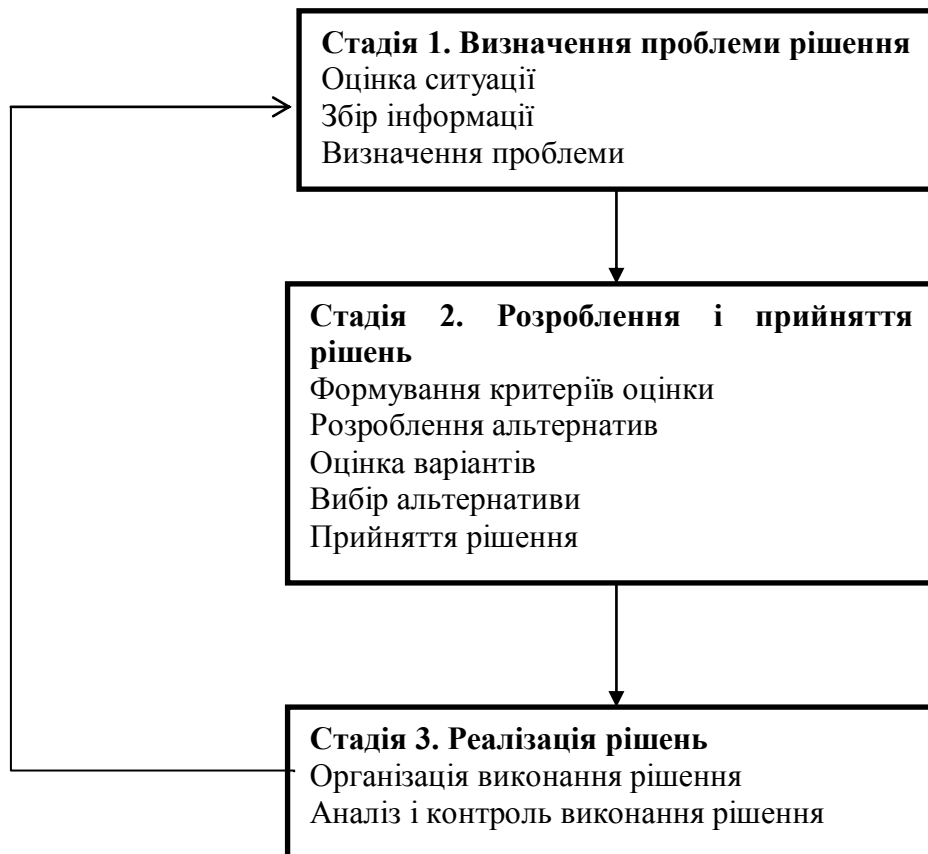 Стадія 1. Визначення проблеми рішення
Оцінка ситуації
Збір інформації
Визначення проблеми
Стадія 2. Розроблення і прийняття
рішень
Формування критеріїв оцінки
Розроблення альтернатив
Оцінка варіантів
Вибір альтернативи
Прийняття рішення
Стадія 3. Реалізація рішень
Організація виконання рішення
Аналіз і контроль виконання рішення